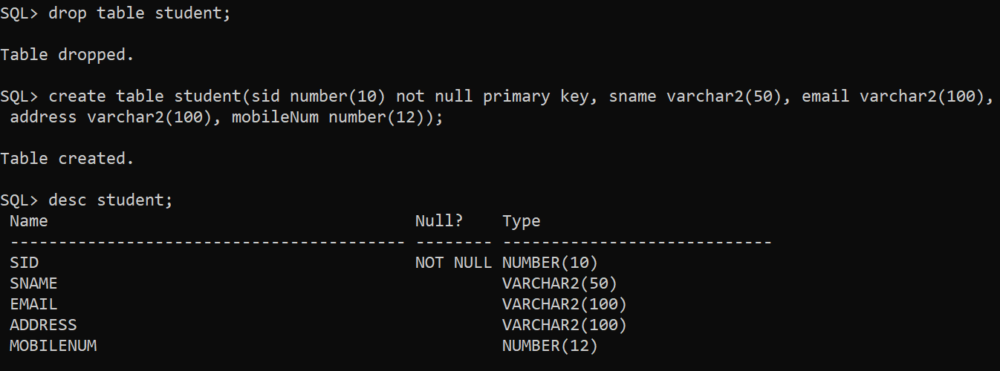 SQL> drop table student;
Table dropped.
SQL> create table student(sid number(10) not null primary key, sname varchar2(50), email varchar2(100),
 address varchar2(100), mobileNum number(12));
Table created.
SQL> desc student;
 Name                                      Null?    Type
 ----------------------------------------- -------- ----------------------------
 SID                                       NOT NULL NUMBER(10)
 SNAME                                              VARCHAR2(50)
 EMAIL                                              VARCHAR2(100)
 ADDRESS                                            VARCHAR2(100)
 MOBILENUM                                          NUMBER(12)